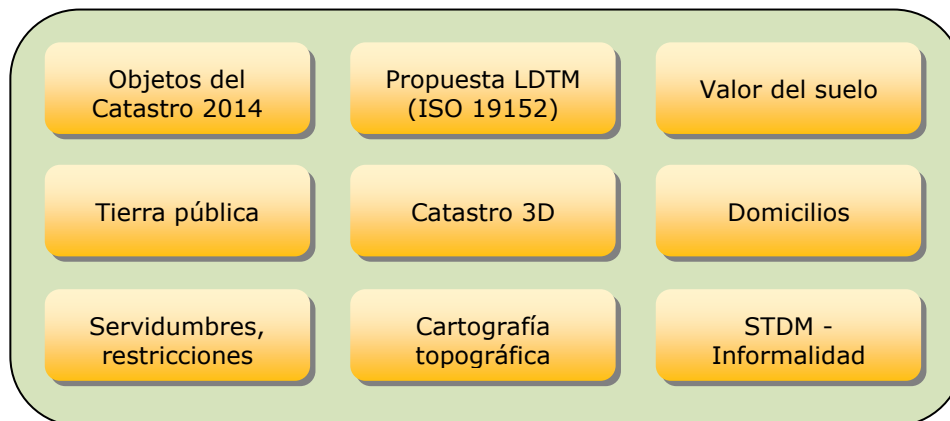 Objetos del
Catastro 2014
Propuesta LDTM
(ISO 19152)
Valor del suelo
Tierra pública
Catastro 3D
Domicilios
Servidumbres,
restricciones
Cartografía
topográfica
STDM -
Informalidad